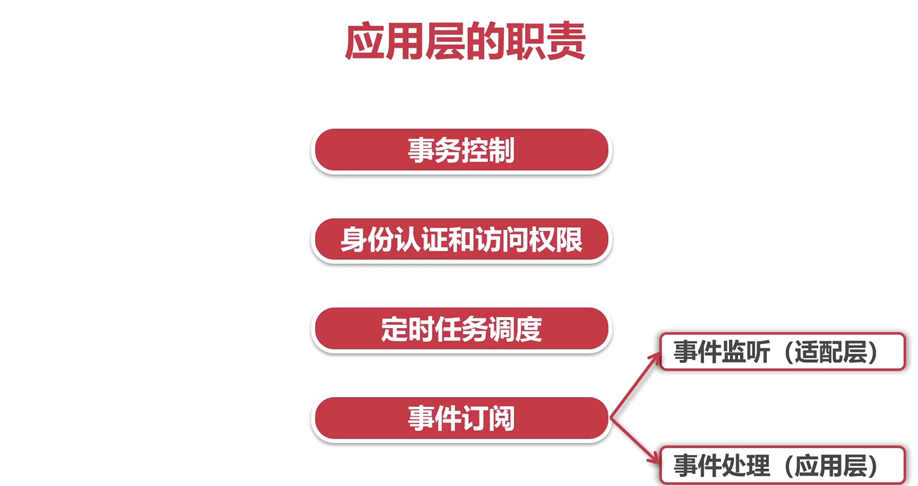 应用层的职责
事务控制
身份认证和访问权限
定时任务调度
事件订阅
事件监听（适配层）
事件处理（应用层）